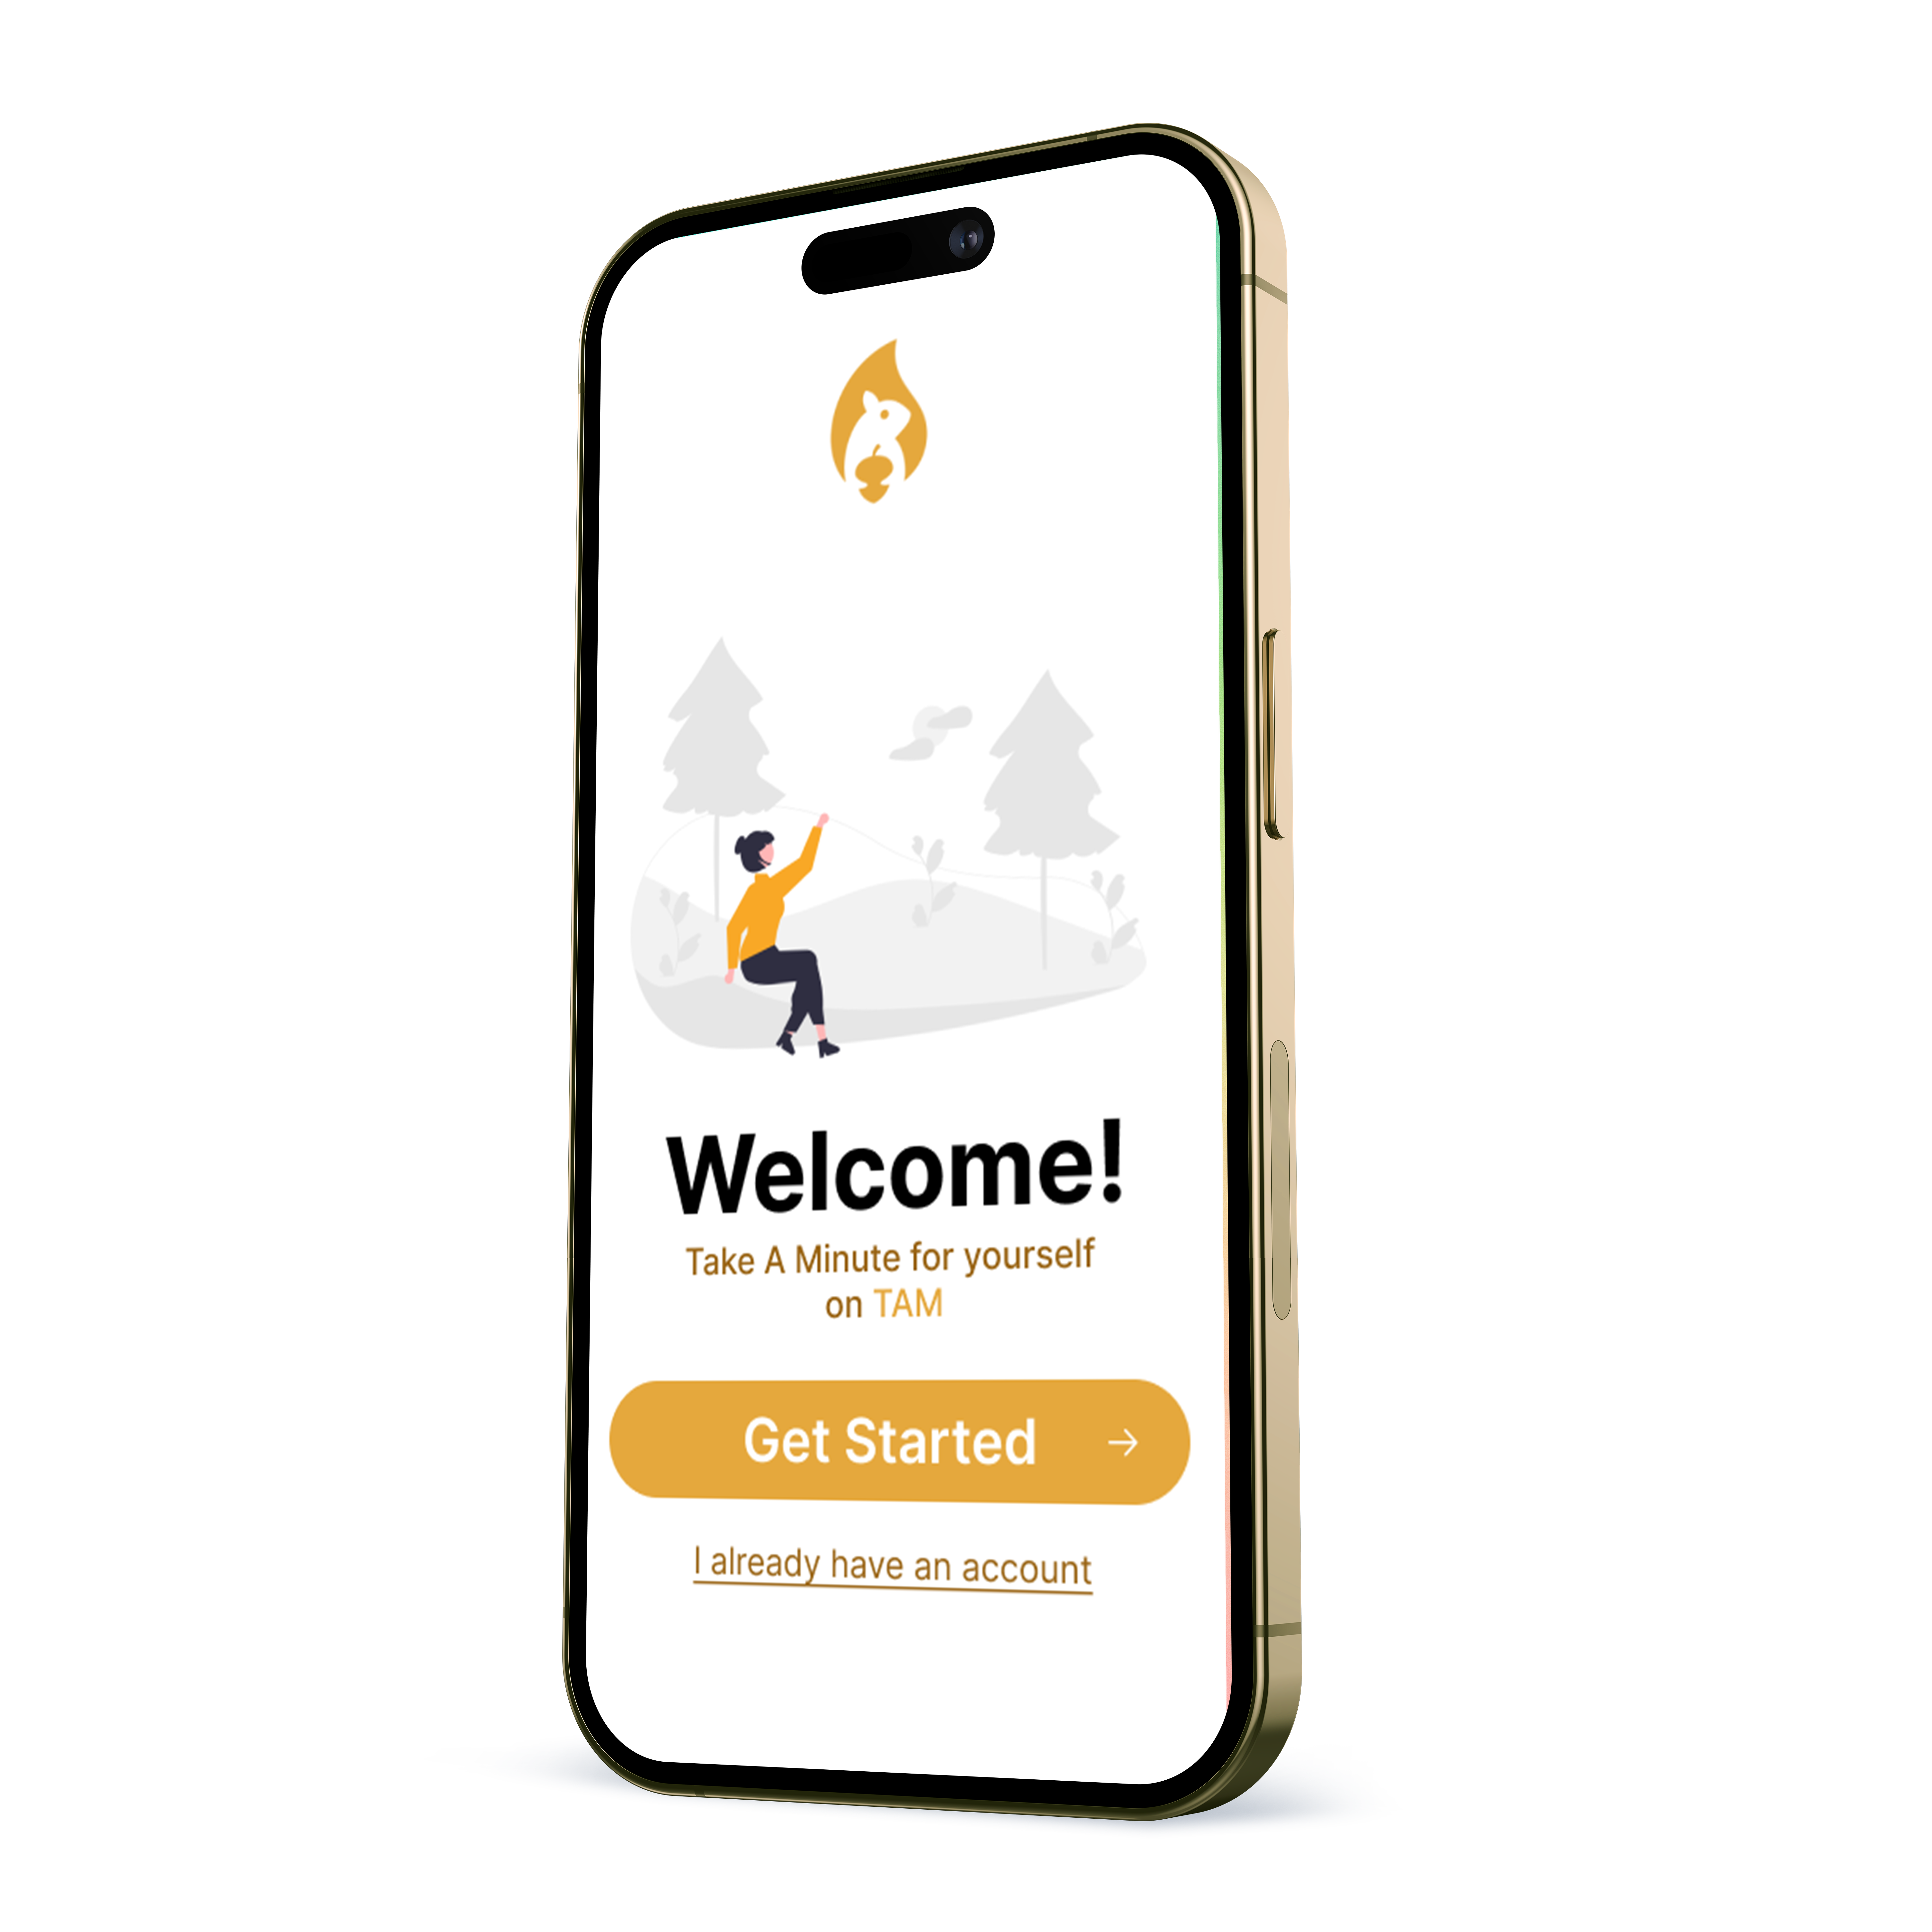 Welcome!
Take A Minute for yourself
on TAM
Get Started →
I already have an account